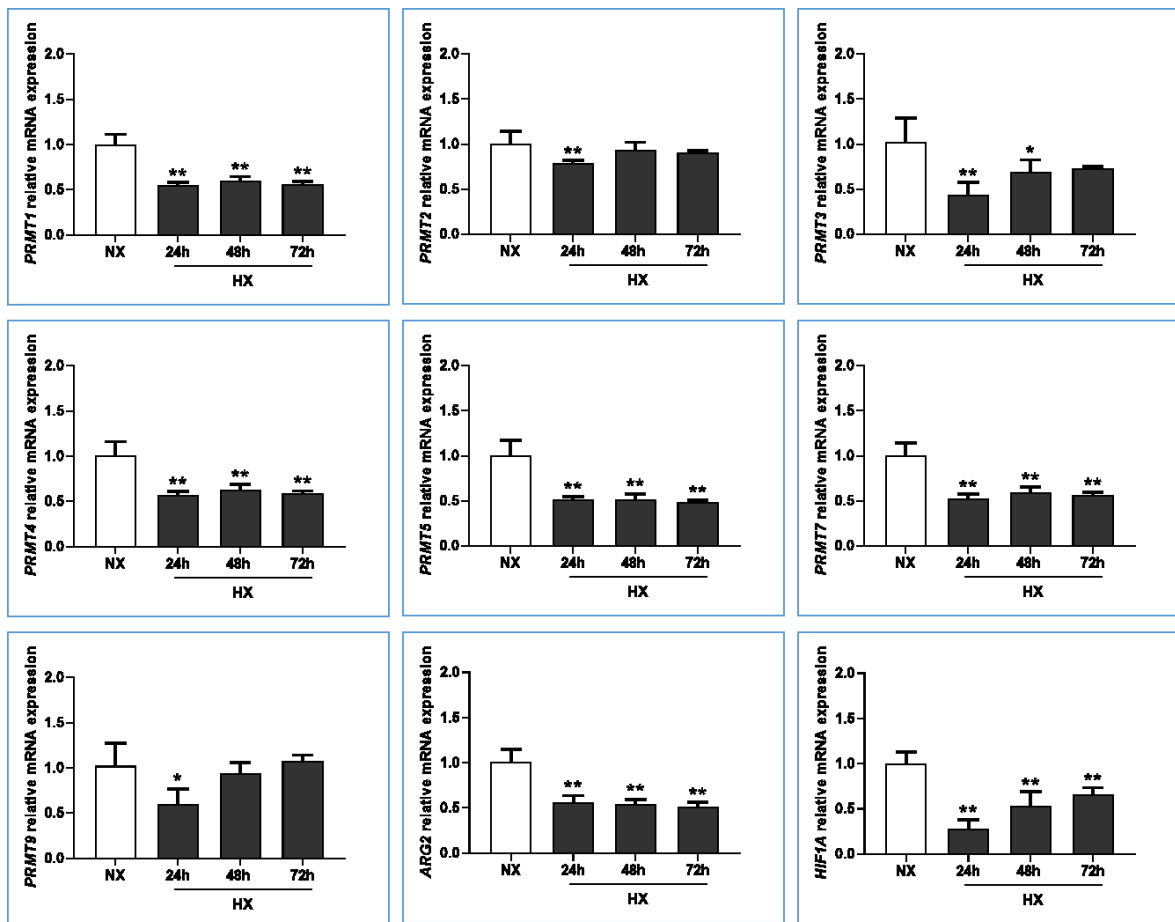 PRMT1 relative mRNA expression
2.0
1.5
1.0
0.5
0.0
** ** **
NX 24h 48h 72h
HX
PRMT2 relative mRNA expression
2.0
1.5
1.0
0.5
0.0
**
NX 24h 48h 72h
HX
PRMT3 relative mRNA expression
2.0
1.5
1.0
0.5
0.0
** *
NX 24h 48h 72h
HX
PRMT4 relative mRNA expression
2.0
1.5
1.0
0.5
0.0
** ** **
NX 24h 48h 72h
HX
PRMT5 relative mRNA expression
2.0
1.5
1.0
0.5
0.0
** ** **
NX 24h 48h 72h
HX
PRMT7 relative mRNA expression
2.0
1.5
1.0
0.5
0.0
** ** **
NX 24h 48h 72h
HX
PRMT9 relative mRNA expression
2.0
1.5
1.0
0.5
0.0
*
NX 24h 48h 72h
HX
ARG2 relative mRNA expression
2.0
1.5
1.0
0.5
0.0
** ** **
NX 24h 48h 72h
HX
HIF1A relative mRNA expression
2.0
1.5
1.0
0.5
0.0
** ** **
NX 24h 48h 72h
HX